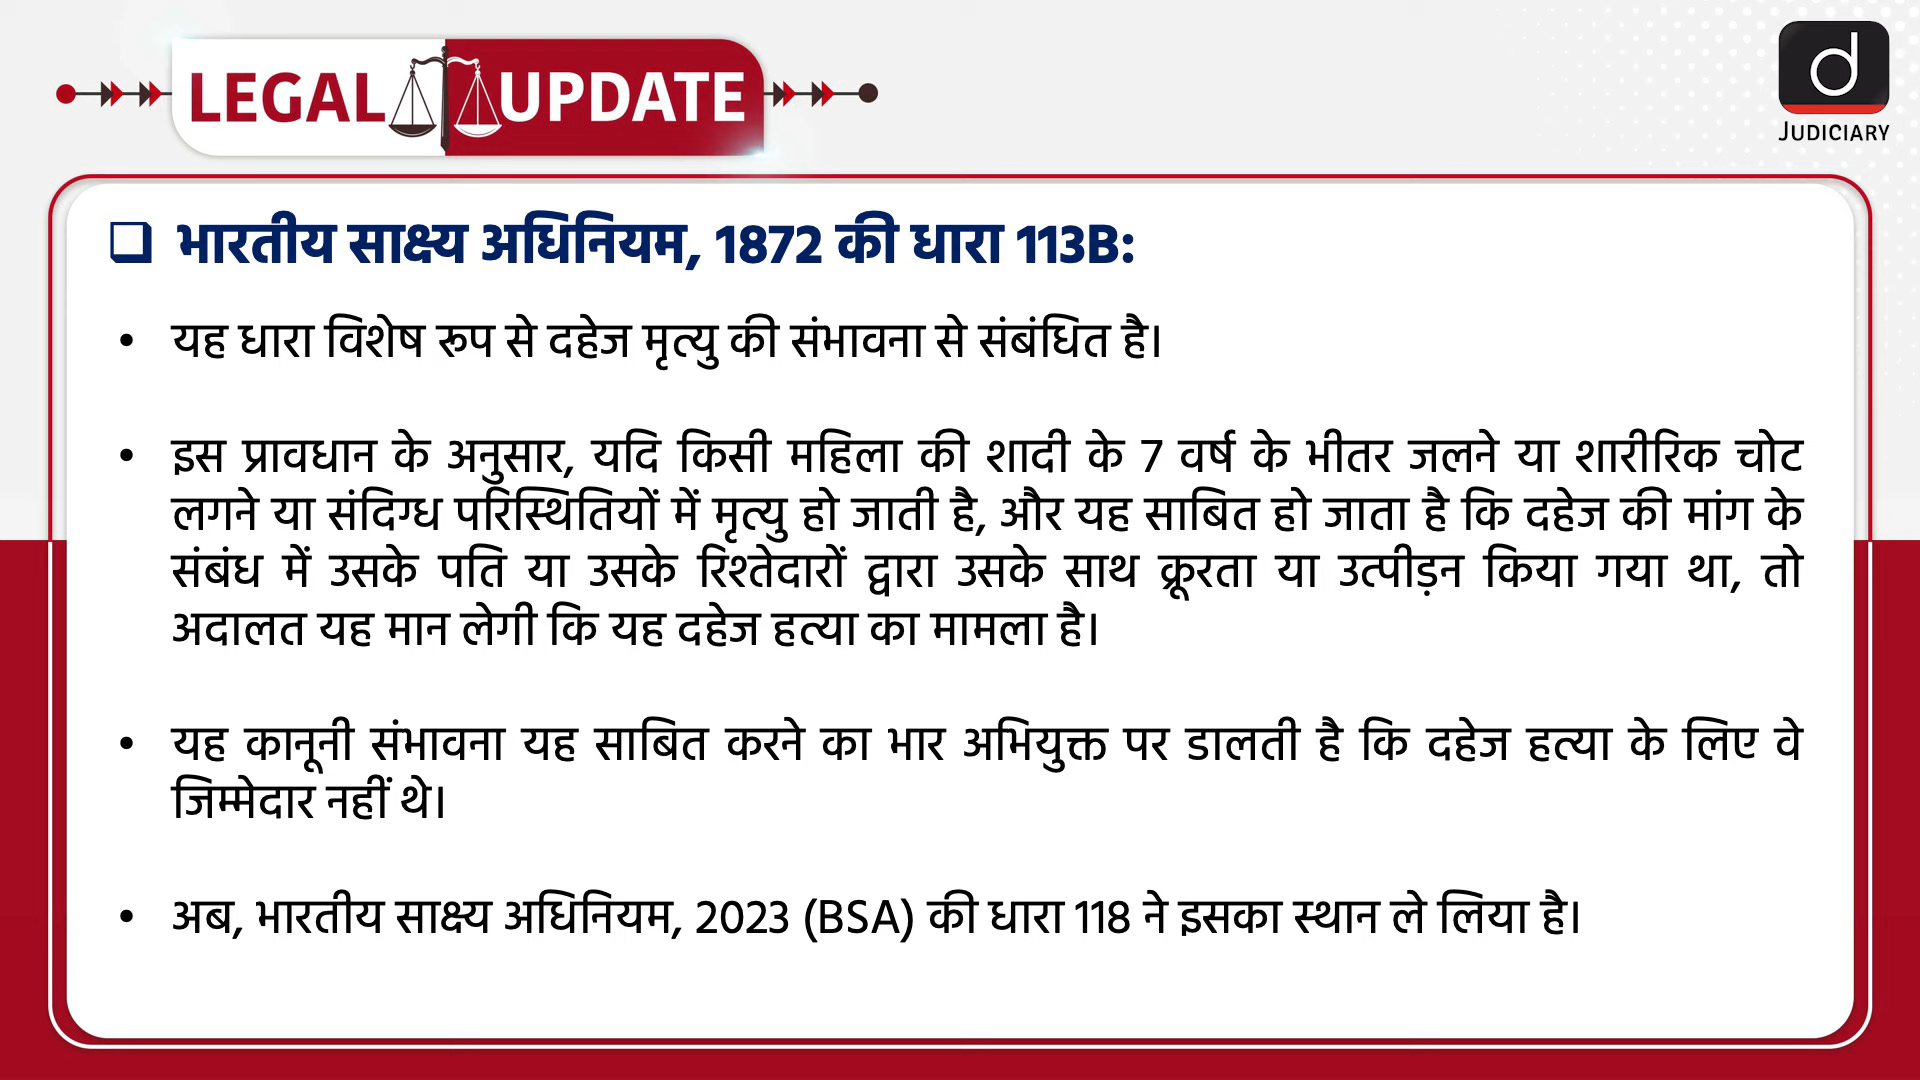 LEGAL UPDATE
d
JUDICIARY
❑ भारतीय साक्ष्य अधिनियम, 1872 की धारा 113B:
• यह धारा विशेष रूप से दहेज मृत्यु की संभावना से संबंधित है।
• इस प्रावधान के अनुसार, यदि किसी महिला की शादी के 7 वर्ष के भीतर जलने या शारीरिक चोट
लगने या संदिग्ध परिस्थितियों में मृत्यु हो जाती है, और यह साबित हो जाता है कि दहेज की मांग के
संबंध में उसके पति या उसके रिश्तेदारों द्वारा उसके साथ क्रूरता या उत्पीड़न किया गया था, तो
अदालत यह मान लेगी कि यह दहेज हत्या का मामला है।
• यह कानूनी संभावना यह साबित करने का भार अभियुक्त पर डालती है कि दहेज हत्या के लिए वे
जिम्मेदार नहीं थे।
• अब, भारतीय साक्ष्य अधिनियम, 2023 (BSA) की धारा 118 ने इसका स्थान ले लिया है।